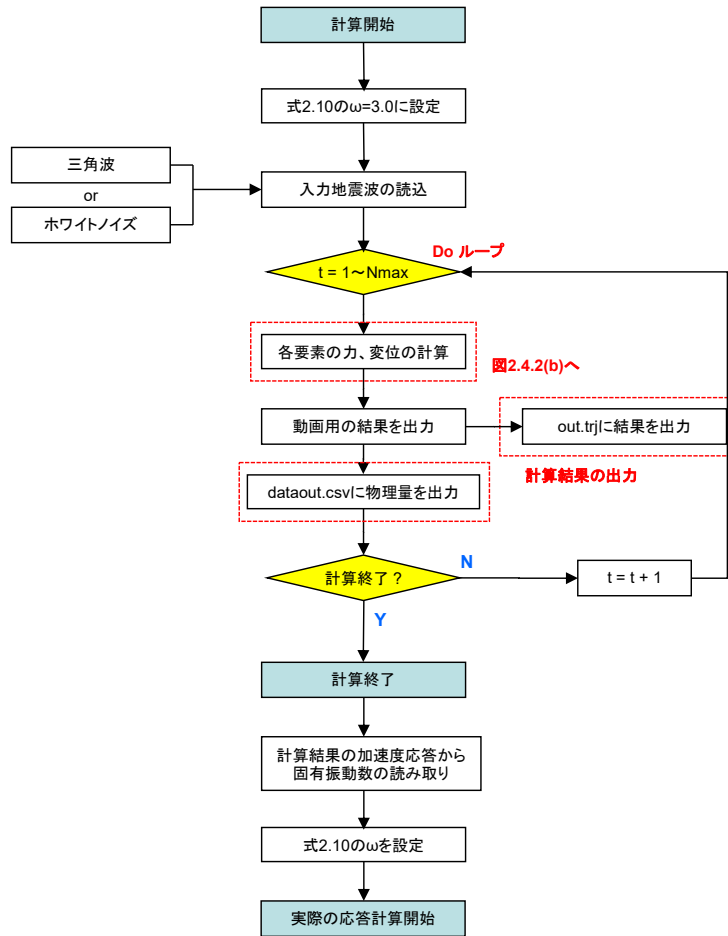 計算開始
式2.10のω=3.0に設定
三角波
or
ホワイトノイズ
入力地震波の読込
Do ループ
t = 1～Nmax
各要素の力、変位の計算
図2.4.2(b)へ
動画用の結果を出力
out.trjに結果を出力
計算結果の出力
dataout.csvに物理量を出力
計算終了？
N
t = t + 1
Y
計算終了
計算結果の加速度応答から
固有振動数の読み取り
式2.10のωを設定
実際の応答計算開始